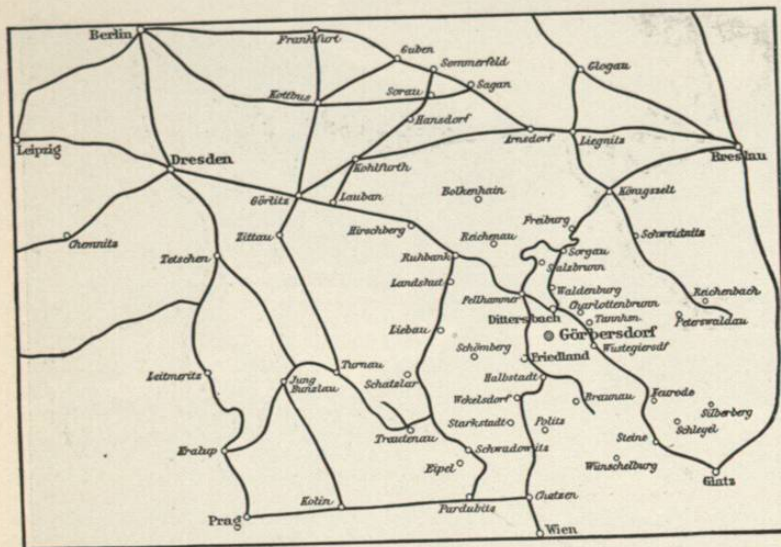 Berlin
Frankfurt
Guben
Sommerfeld
Glogau
Kottbus
Sorau
Sagan
Hansdorf
Leipzig
Arnsdorf
Liegnitz
Breslau
Dresden
Kohlfurth
Görlitz
Lauban
Bolkenhain
Königszelt
Chemnitz
Zittau
Hirschberg
Reichenau
Freiburg
Schweidnitz
Tetschen
Ruhbank
Sorgau
Salzbrunn
Landshut
Fellhammer
Waldenburg
Reichenbach
Charlottenbrunn
Dittersbach
Tannhsn.
Peterswaldau
Liebau
Görbersdorf
Wüstegiersdf
Schömberg
Friedland
Leitmeritz
Jung
Bunzlau
Turnau
Schatzlar
Halbstadt
Wekelsdorf
Braunau
Neurode
Silberberg
Starkstadt
Politz
Schlegel
Kralup
Trautenau
Schwadowitz
Steine
Eipel
Wünschelburg
Glatz
Prag
Kolin
Pardubitz
Chotzen
Wien